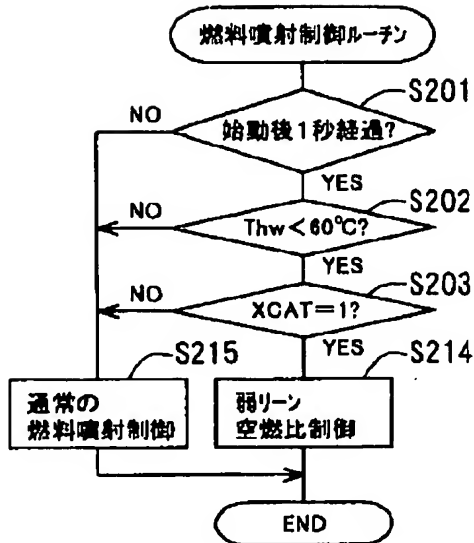 燃料噴射制御ルーチン
S201
始動後1秒経過?
NO
YES
S202
Thw<60℃?
NO
YES
S203
XCAT=1?
NO
YES
S215
S214
通常の
燃料噴射制御
弱リーン
空燃比制御
END